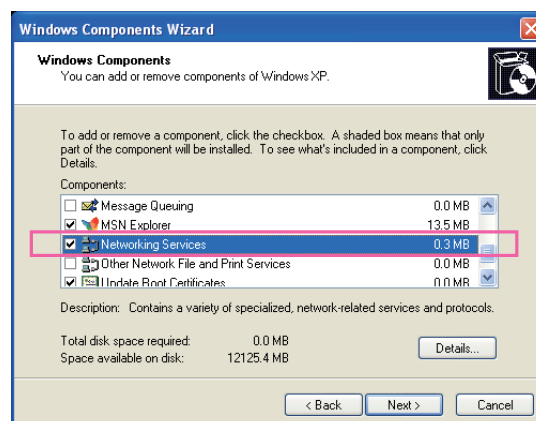 Windows Components Wizard
Windows Components
You can add or remove components of Windows XP.
To add or remove a component, click the checkbox. A shaded box means that only
part of the component will be installed. To see what's included in a component, click
Details.
Components:
Message Queuing 0.0 MB
MSN Explorer 13.5 MB
Networking Services 0.3 MB
Other Network File and Print Services 0.0 MB
Update Root Certificates 0.0 MB
Description: Contains a variety of specialized, network-related services and protocols.
Total disk space required: 0.0 MB
Space available on disk: 12125.4 MB
Details...
< Back Next > Cancel